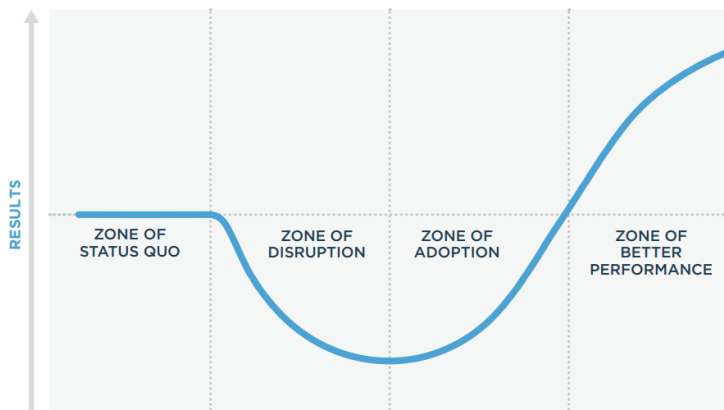 RESULTS
ZONE OF
STATUS QUO
ZONE OF
DISRUPTION
ZONE OF
ADOPTION
ZONE OF
BETTER
PERFORMANCE